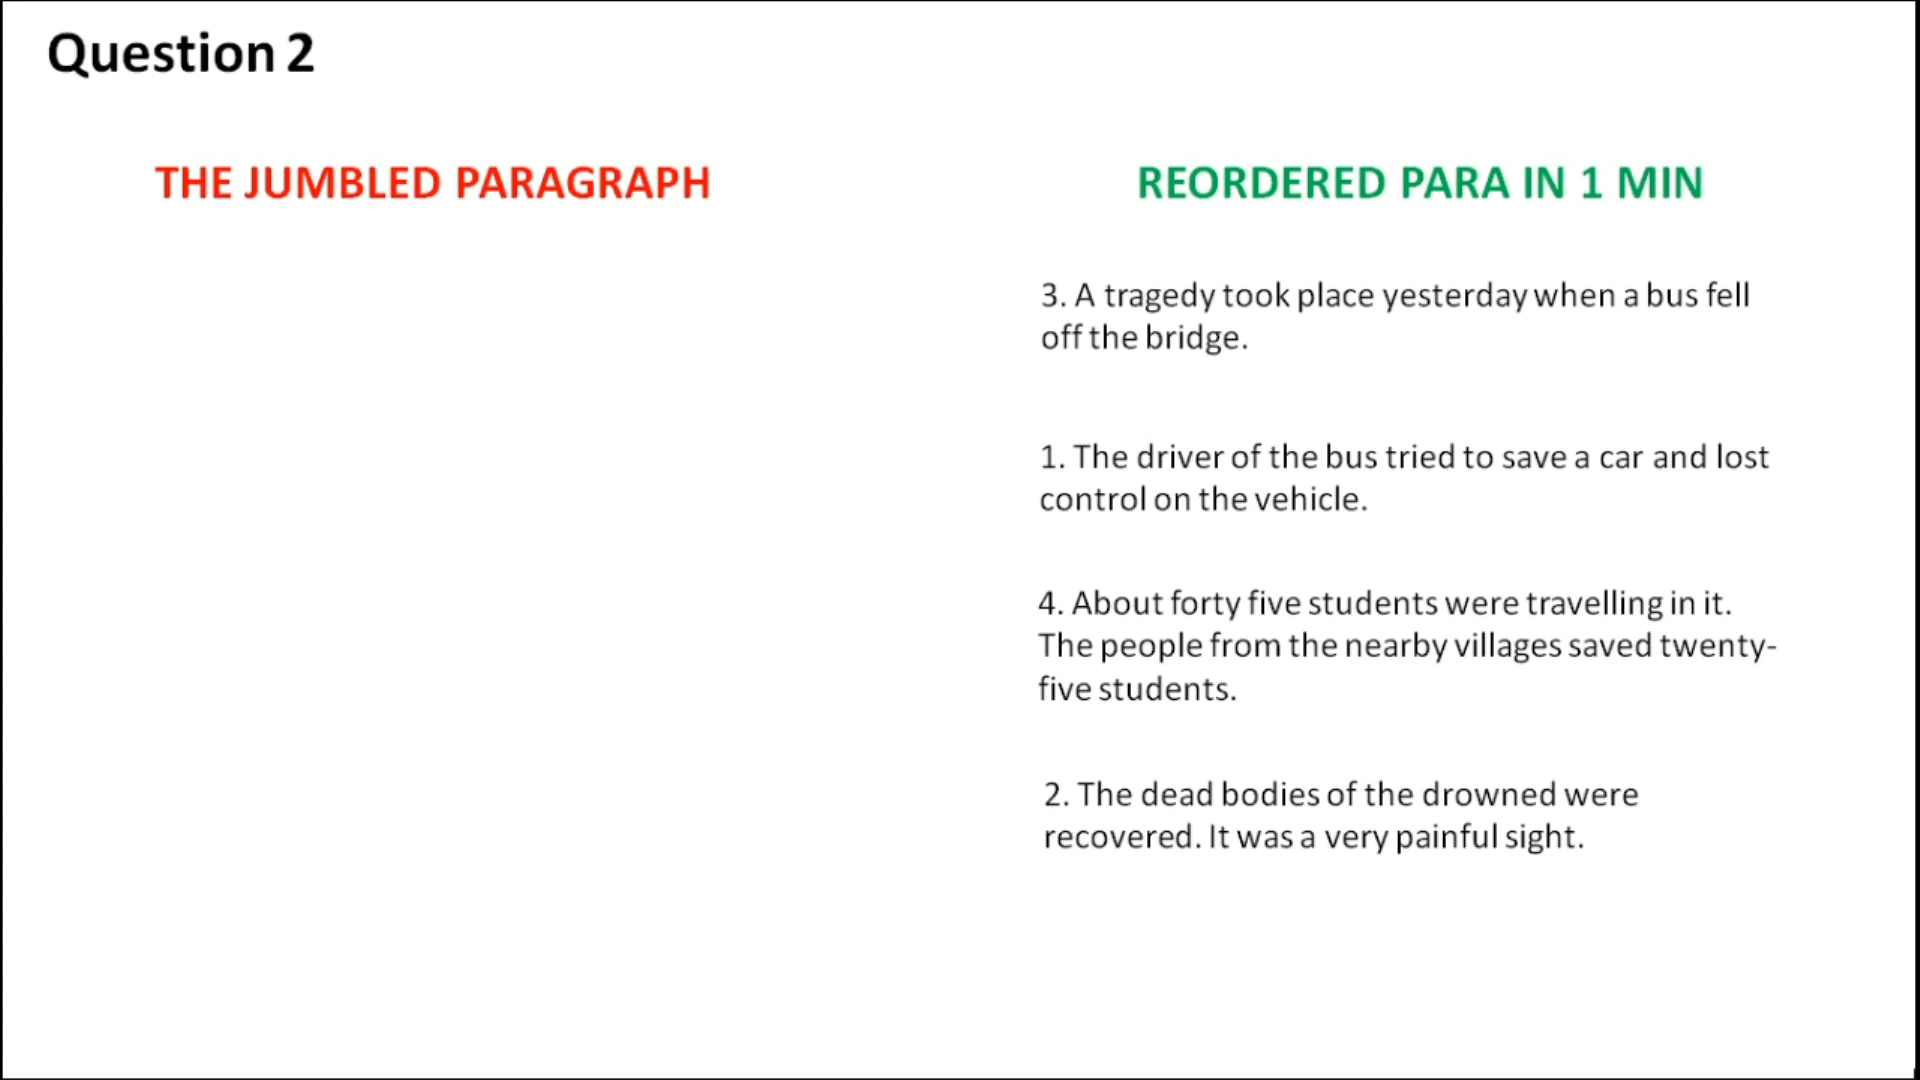 Question 2
THE JUMBLED PARAGRAPH
REORDERED PARA IN 1 MIN
3. A tragedy took place yesterday when a bus fell
off the bridge.
1. The driver of the bus tried to save a car and lost
control on the vehicle.
4. About forty five students were travelling in it.
The people from the nearby villages saved twenty-
five students.
2. The dead bodies of the drowned were
recovered. It was a very painful sight.